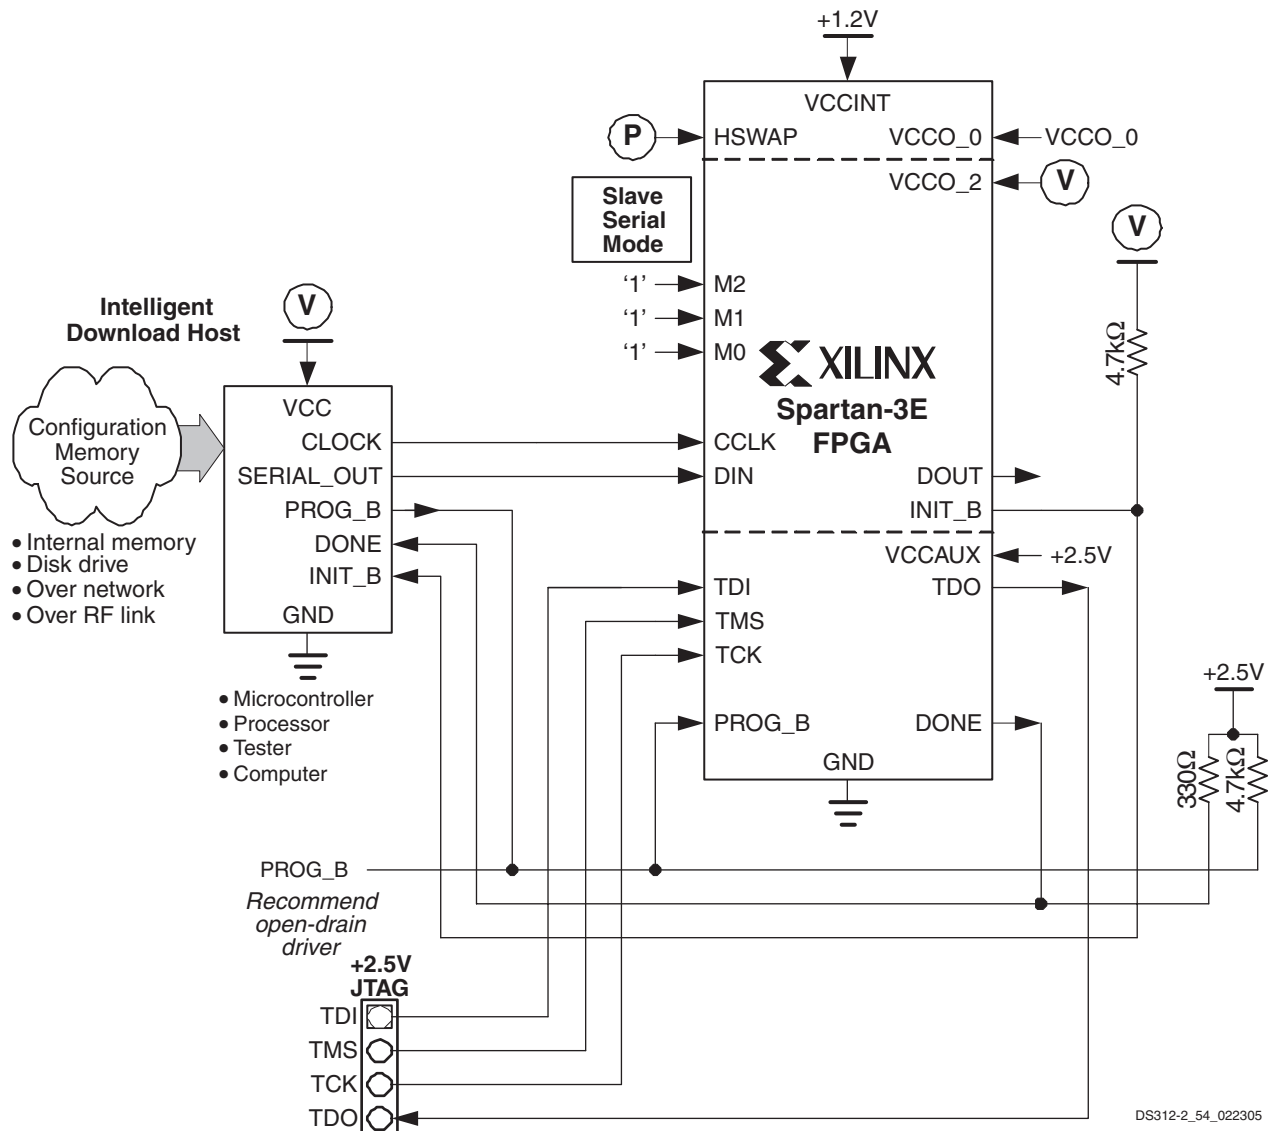 +1.2V
VCCINT
P
HSWAP
VCCO_0
VCCO_0
VCCO_2
V
Slave
Serial
Mode
V
‘1’
M2
‘1’
M1
‘1’
M0
4.7kΩ
XILINX
Spartan-3E
FPGA
Intelligent
Download Host
V
VCC
Configuration
Memory
Source
CLOCK
CCLK
SERIAL_OUT
DIN
DOUT
PROG_B
INIT_B
DONE
INIT_B
GND
• Internal memory
• Disk drive
• Over network
• Over RF link
VCCAUX
+2.5V
TDI
TDO
TMS
TCK
• Microcontroller
• Processor
• Tester
• Computer
PROG_B
DONE
GND
+2.5V
330Ω
4.7kΩ
PROG_B
Recommend
open-drain
driver
+2.5V
JTAG
TDI
TMS
TCK
TDO
DS312-2_54_022305